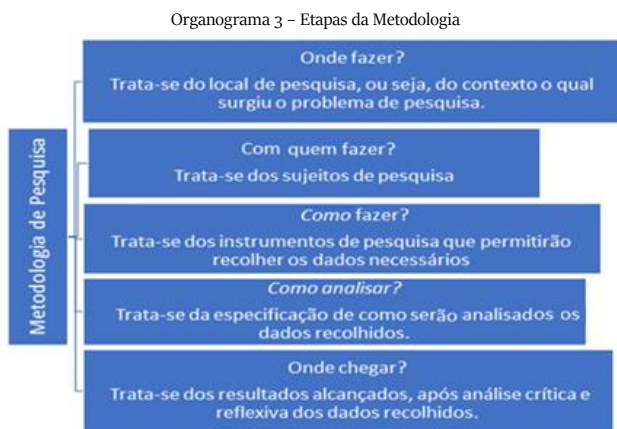 Organograma 3 – Etapas da Metodologia
Metodologia de Pesquisa
Onde fazer?
Trata-se do local de pesquisa, ou seja, do contexto o qual
surgiu o problema de pesquisa.
Com quem fazer?
Trata-se dos sujeitos de pesquisa
Como fazer?
Trata-se dos instrumentos de pesquisa que permitirão
recolher os dados necessários
Como analisar?
Trata-se da especificação de como serão analisados os
dados recolhidos.
Onde chegar?
Trata-se dos resultados alcançados, após análise crítica e
reflexiva dos dados recolhidos.